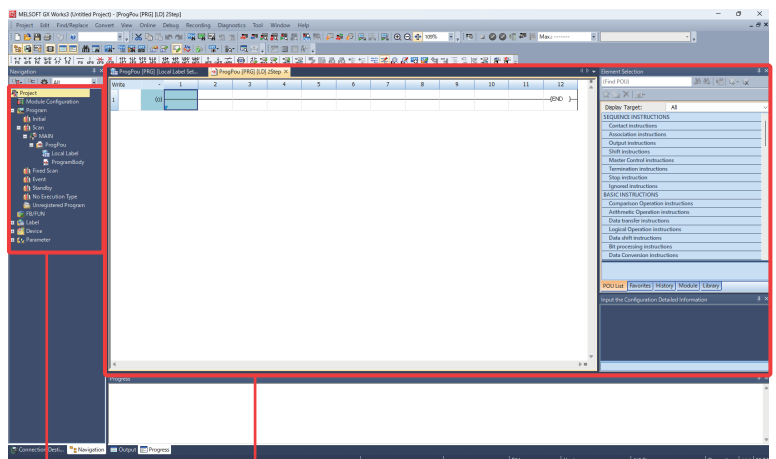 MELSOFT GX Works3 (Untitled Project) - [ProgPou [PRG] [LD] 2Step]
Project Edit Find/Replace Convert View Online Debug Recording Diagnostics Tool Window Help
109% Max.: --------
Navigation
All
Project
Module Configuration
Program
Initial
Scan
MAIN
ProgPou
Local Label
ProgramBody
Fixed Scan
Event
Standby
No Execution Type
Unregistered Program
FB/FUN
Label
Device
Parameter
ProgPou [PRG] [Local Label Set... ProgPou [PRG] [LD] 2Step ×
Write 1 2 3 4 5 6 7 8 9 10 11 12
1 (0) [END ]
Element Selection
(Find POU)
Display Target: All
SEQUENCE INSTRUCTIONS
Contact instructions
Association instructions
Output instructions
Shift instructions
Master Control instructions
Termination instructions
Stop instruction
Ignored instructions
BASIC INSTRUCTIONS
Comparison Operation instructions
Arithmetic Operation instructions
Data transfer instructions
Logical Operation instructions
Data shift instructions
Bit processing instructions
Data Conversion instructions
POU List Favorites History Module Library
Input the Configuration Detailed Information
Progress
Connection Desti... Navigation Output Progress